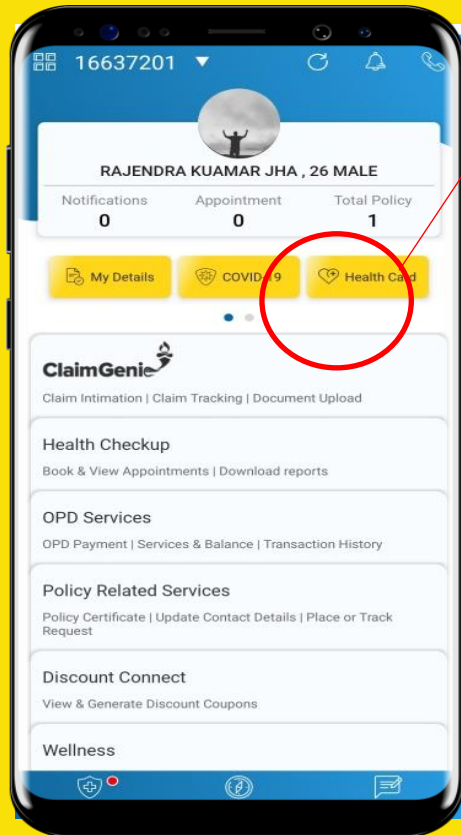 16637201
RAJENDRA KUAMAR JHA , 26 MALE
Notifications Appointment Total Policy
0 0 1
My Details COVID-19 Health Card
ClaimGenie
Claim Intimation | Claim Tracking | Document Upload
Health Checkup
Book & View Appointments | Download reports
OPD Services
OPD Payment | Services & Balance | Transaction History
Policy Related Services
Policy Certificate | Update Contact Details | Place or Track
Request
Discount Connect
View & Generate Discount Coupons
Wellness